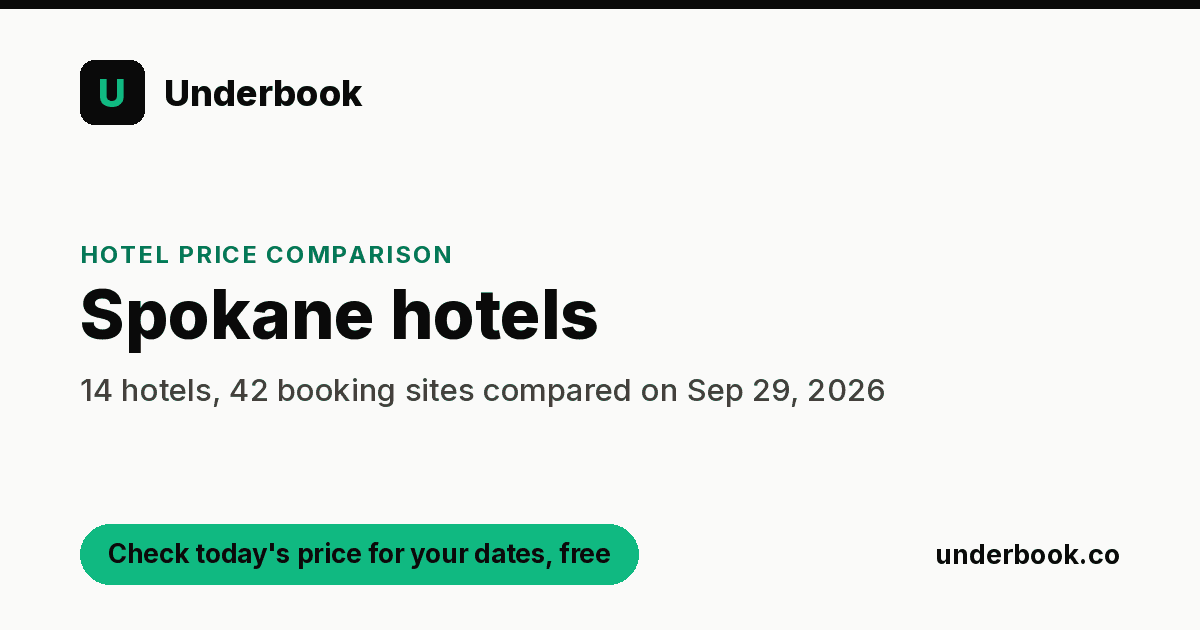 U Underbook
HOTEL PRICE COMPARISON
Spokane hotels
14 hotels, 42 booking sites compared on Sep 29, 2026
Check today's price for your dates, free
underbook.co